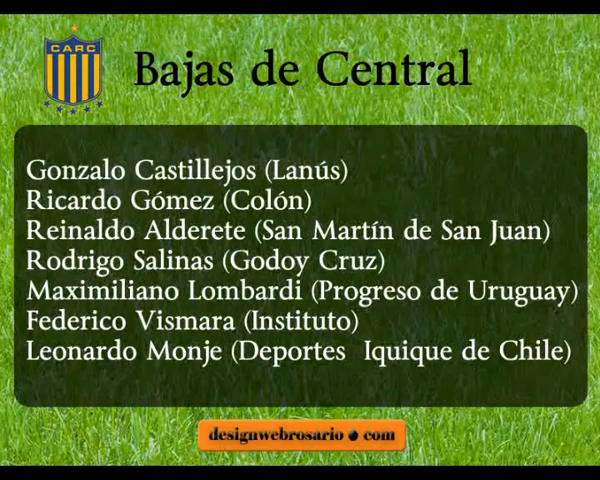 CARC
Bajas de Central
Gonzalo Castillejos (Lanús)
Ricardo Gómez (Colón)
Reinaldo Alderete (San Martín de San Juan)
Rodrigo Salinas (Godoy Cruz)
Maximiliano Lombardi (Progreso de Uruguay)
Federico Vismara (Instituto)
Leonardo Monje (Deportes  Iquique de Chile)
designwebrosario.com